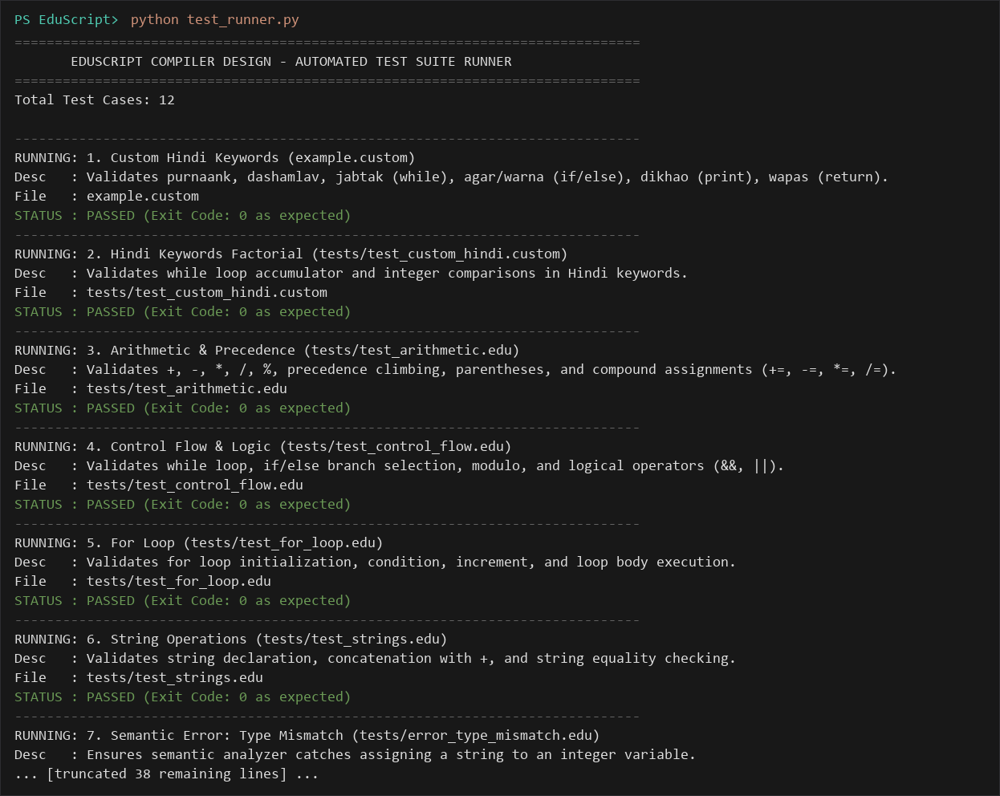 PS EduScript> python test_runner.py
==============================================================================
       EDUSCRIPT COMPILER DESIGN - AUTOMATED TEST SUITE RUNNER
==============================================================================
Total Test Cases: 12

------------------------------------------------------------------------------
RUNNING: 1. Custom Hindi Keywords (example.custom)
Desc   : Validates purnaank, dashamlav, jabtak (while), agar/warna (if/else), dikhao (print), wapas (return).
File   : example.custom
STATUS : PASSED (Exit Code: 0 as expected)
------------------------------------------------------------------------------
RUNNING: 2. Hindi Keywords Factorial (tests/test_custom_hindi.custom)
Desc   : Validates while loop accumulator and integer comparisons in Hindi keywords.
File   : tests/test_custom_hindi.custom
STATUS : PASSED (Exit Code: 0 as expected)
------------------------------------------------------------------------------
RUNNING: 3. Arithmetic & Precedence (tests/test_arithmetic.edu)
Desc   : Validates +, -, *, /, %, precedence climbing, parentheses, and compound assignments (+=, -=, *=, /=).
File   : tests/test_arithmetic.edu
STATUS : PASSED (Exit Code: 0 as expected)
------------------------------------------------------------------------------
RUNNING: 4. Control Flow & Logic (tests/test_control_flow.edu)
Desc   : Validates while loop, if/else branch selection, modulo, and logical operators (&&, ||).
File   : tests/test_control_flow.edu
STATUS : PASSED (Exit Code: 0 as expected)
------------------------------------------------------------------------------
RUNNING: 5. For Loop (tests/test_for_loop.edu)
Desc   : Validates for loop initialization, condition, increment, and loop body execution.
File   : tests/test_for_loop.edu
STATUS : PASSED (Exit Code: 0 as expected)
------------------------------------------------------------------------------
RUNNING: 6. String Operations (tests/test_strings.edu)
Desc   : Validates string declaration, concatenation with +, and string equality checking.
File   : tests/test_strings.edu
STATUS : PASSED (Exit Code: 0 as expected)
------------------------------------------------------------------------------
RUNNING: 7. Semantic Error: Type Mismatch (tests/error_type_mismatch.edu)
Desc   : Ensures semantic analyzer catches assigning a string to an integer variable.
... [truncated 38 remaining lines] ...